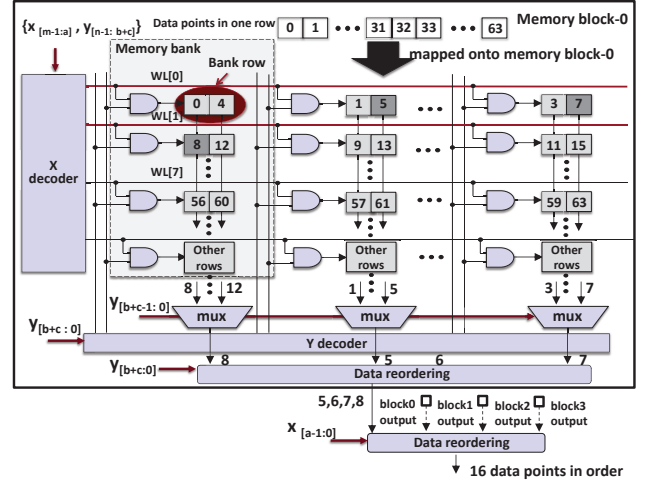 {x [m-1:a] , y[n-1: b+c]}
Data points in one row
0 1 ••• 31 32 33 ••• 63
Memory block-0
Memory bank
mapped onto memory block-0
Bank row
WL[0]
0 4
1 5
•••
3 7
WL[1]
8 12
9 13
•••
11 15
X
decoder
WL[7]
56 60
57 61
•••
59 63
Other
rows
Other
rows
•••
Other
rows
8 12
1 5
3 7
y[b+c-1: 0]
mux
mux
mux
y[b+c : 0]
Y decoder
8 5 6 7
y[b+c:0]
Data reordering
5,6,7,8
block0
output
block1
output
block2
output
block3
output
x [a-1:0]
Data reordering
16 data points in order